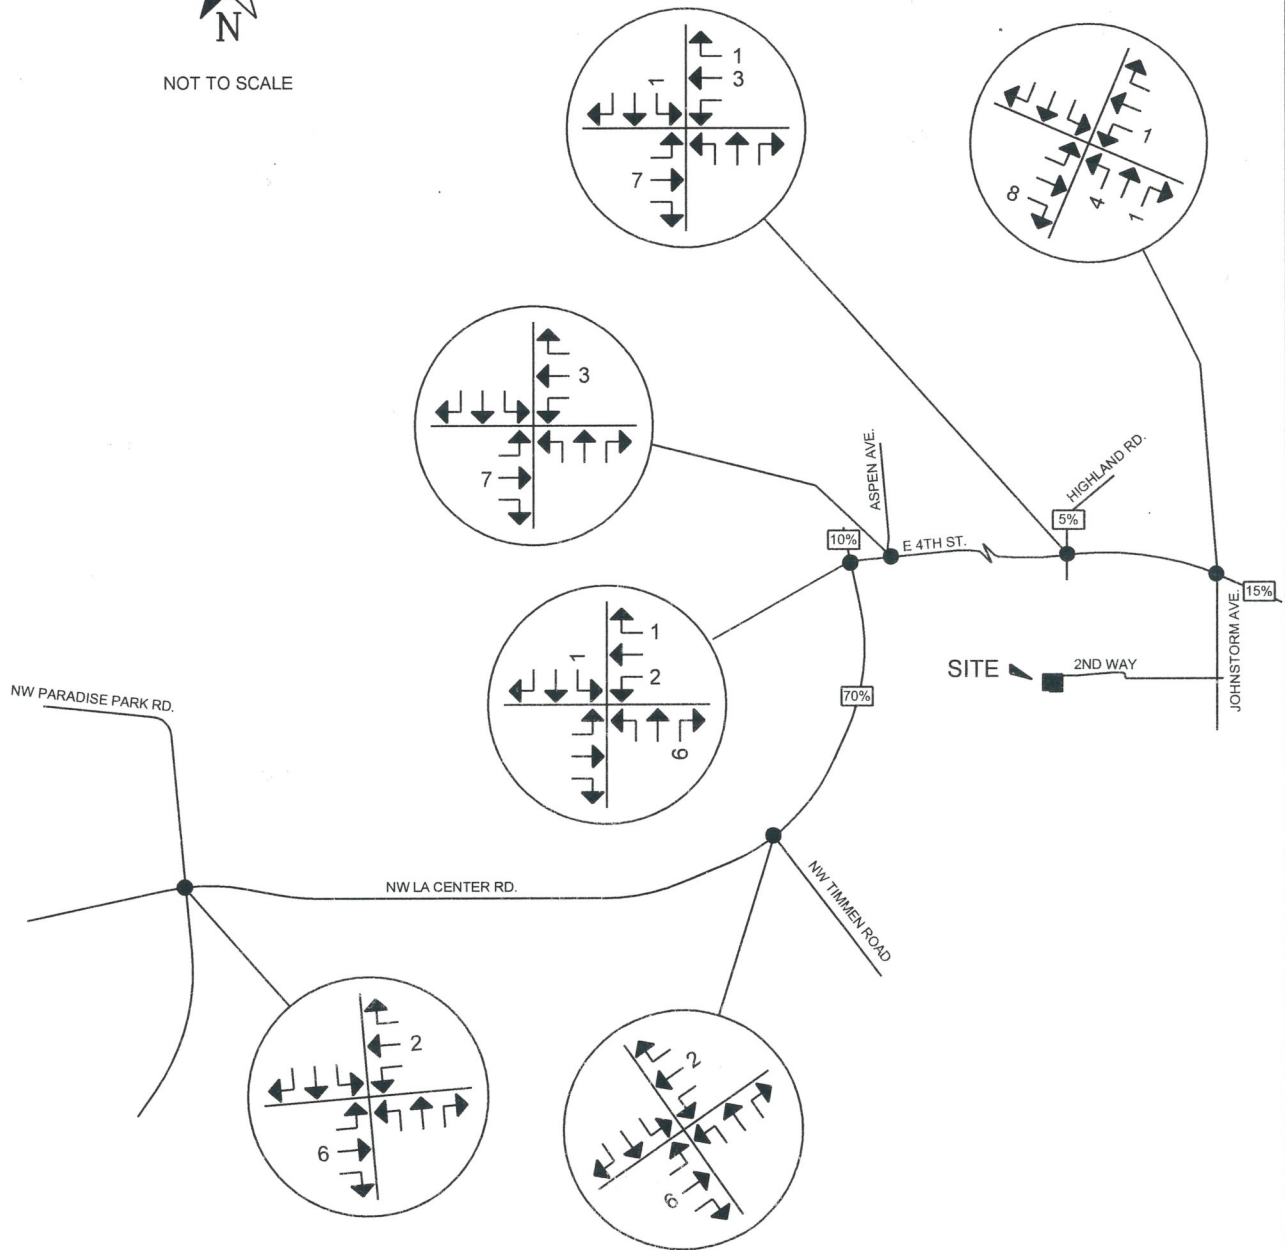 N
NOT TO SCALE
1
3
1
7
1
8
4
1
3
7
ASPEN AVE.
HIGHLAND RD.
5%
10%
E 4TH ST.
15%
JOHNSTORM AVE.
SITE
2ND WAY
1
1
2
6
70%
NW PARADISE PARK RD.
NW LA CENTER RD.
NW TIMMEN ROAD
2
6
2
6